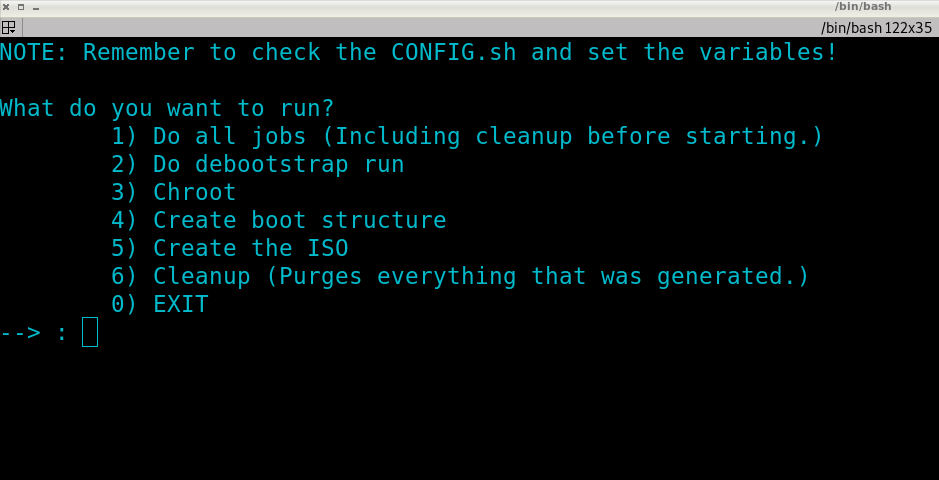 /bin/bash
/bin/bash 122x35
NOTE: Remember to check the CONFIG.sh and set the variables!
What do you want to run?
1) Do all jobs (Including cleanup before starting.)
2) Do debootstrap run
3) Chroot
4) Create boot structure
5) Create the ISO
6) Cleanup (Purges everything that was generated.)
0) EXIT
--> :